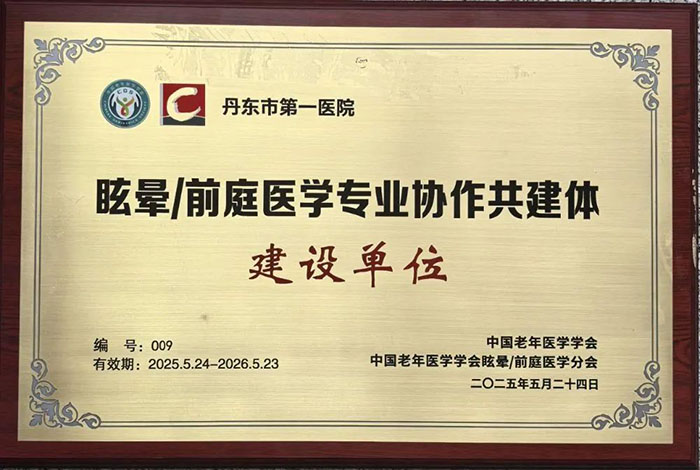 丹东市第一医院
眩晕/前庭医学专业协作共建体
建设单位
编 号：009
有效期：2025.5.24-2026.5.23
中国老年医学学会
中国老年医学学会眩晕/前庭医学分会
二〇二五年五月二十四日